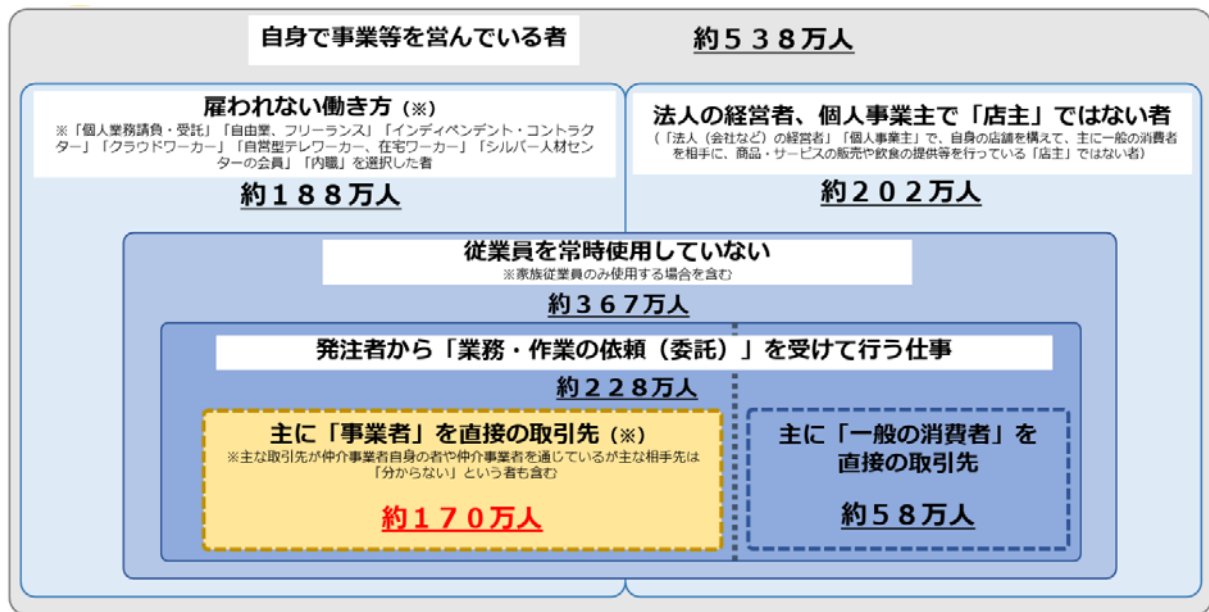 自身で事業等を営んでいる者
約５３８万人
雇われない働き方（※）
※「個人業務請負・受託」「自由業、フリーランス」「インディペンデント・コントラク
ター」「クラウドワーカー」「自営型テレワーカー、在宅ワーカー」「シルバー人材セン
ターの会員」「内職」を選択した者
約１８８万人
法人の経営者、個人事業主で「店主」ではない者
（「法人（会社など）の経営者」「個人事業主」で、自身の店舗を構えて、主に一般の消費者
を相手に、商品・サービスの販売や飲食の提供等を行っている「店主」ではない者）
約２０２万人
従業員を常時使用していない
※家族従業員のみ使用する場合を含む
約３６７万人
発注者から「業務・作業の依頼（委託）」を受けて行う仕事
約２２８万人
主に「事業者」を直接の取引先（※）
※主な取引先が仲介事業者自身の者や仲介事業者を通じているが主な相手先は
「分からない」という者も含む
約１７０万人
主に「一般の消費者」を
直接の取引先
約５８万人